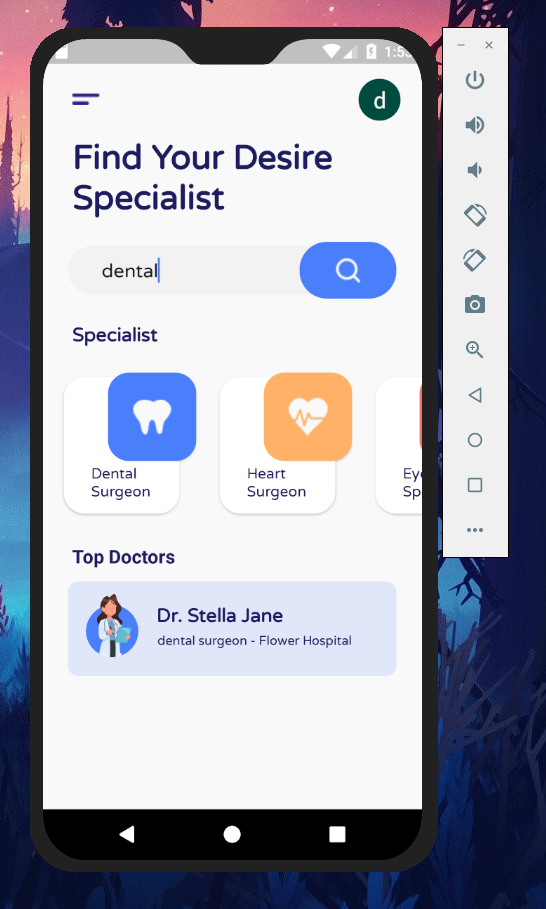 d
Find Your Desire
Specialist
dental
Specialist
Dental
Surgeon
Heart
Surgeon
Top Doctors
Dr. Stella Jane
dental surgeon - Flower Hospital